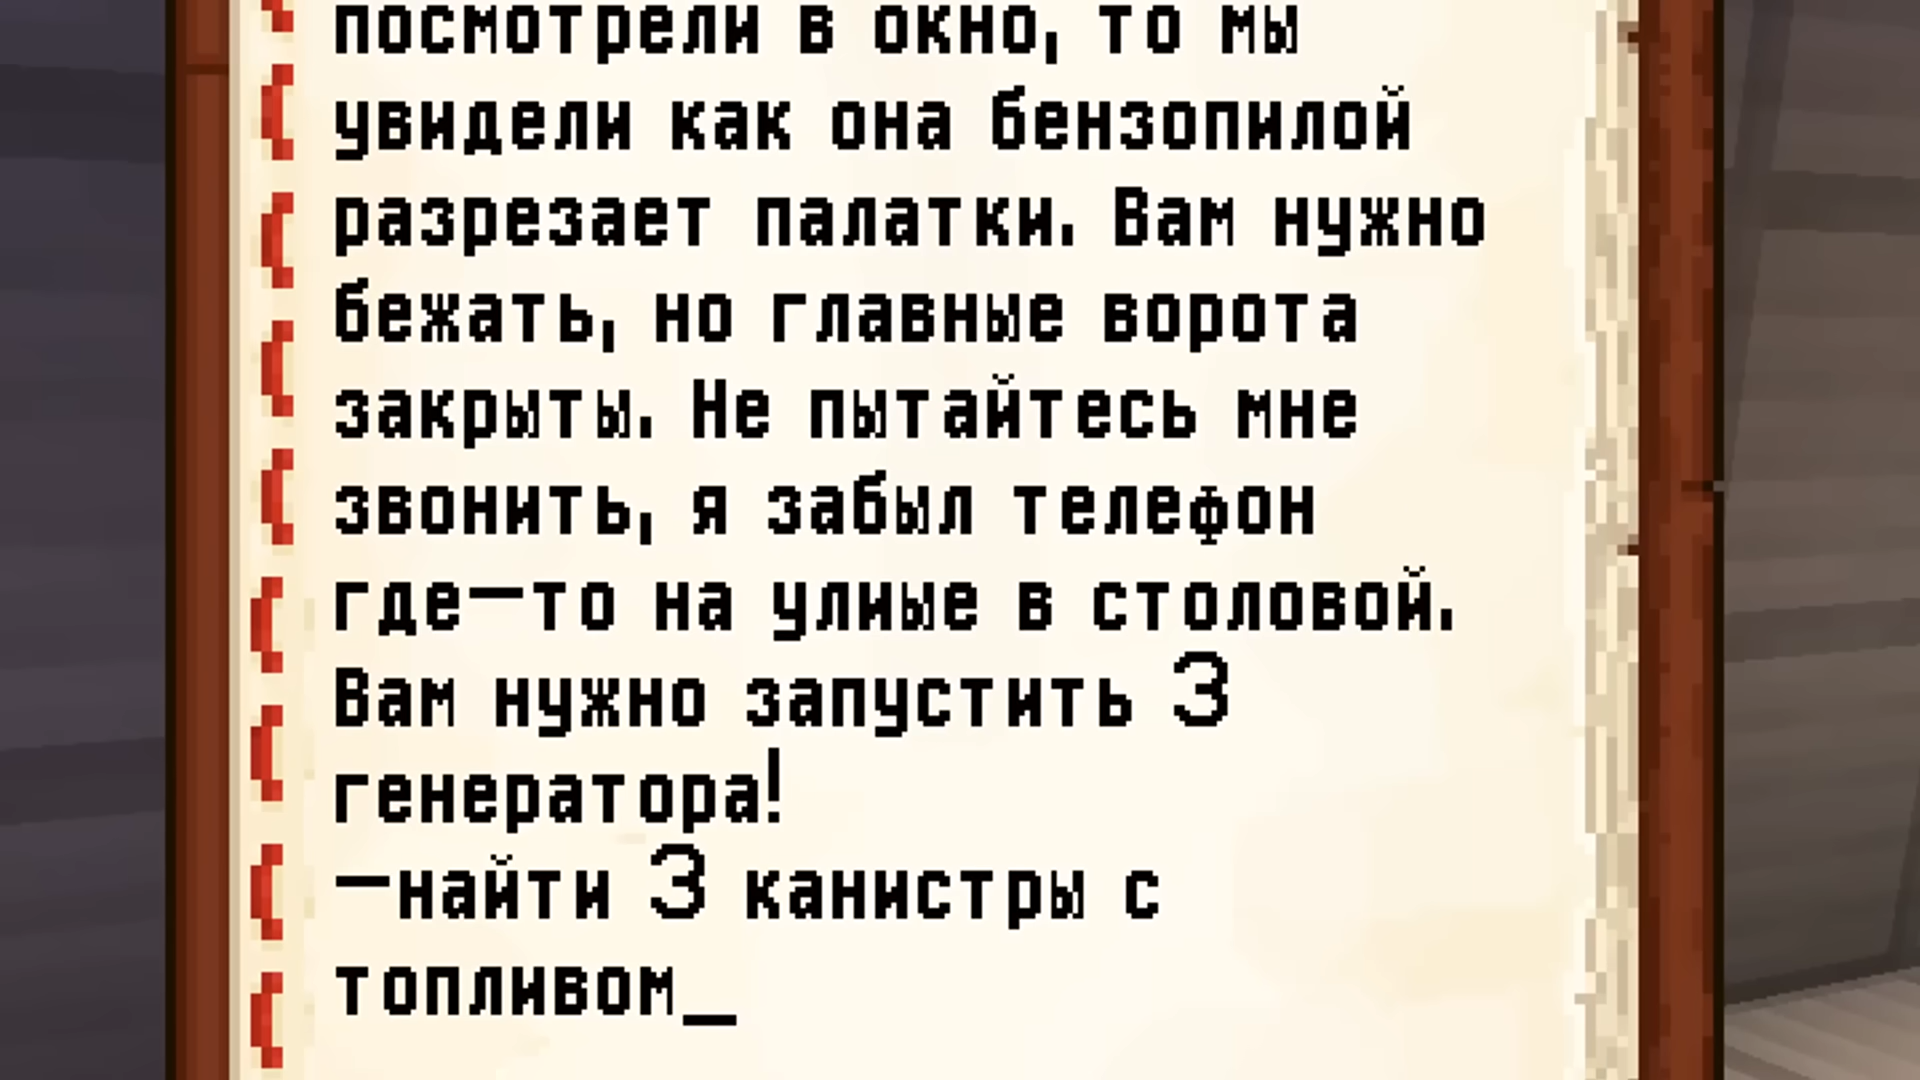 посмотрели в окно, то мы
увидели как она бензопилой
разрезает палатки. Вам нужно
бежать, но главные ворота
закрыты. Не пытайтесь мне
звонить, я забыл телефон
где-то на улиые в столовой.
Вам нужно запустить 3
генератора!
-найти 3 канистры с
топливом_